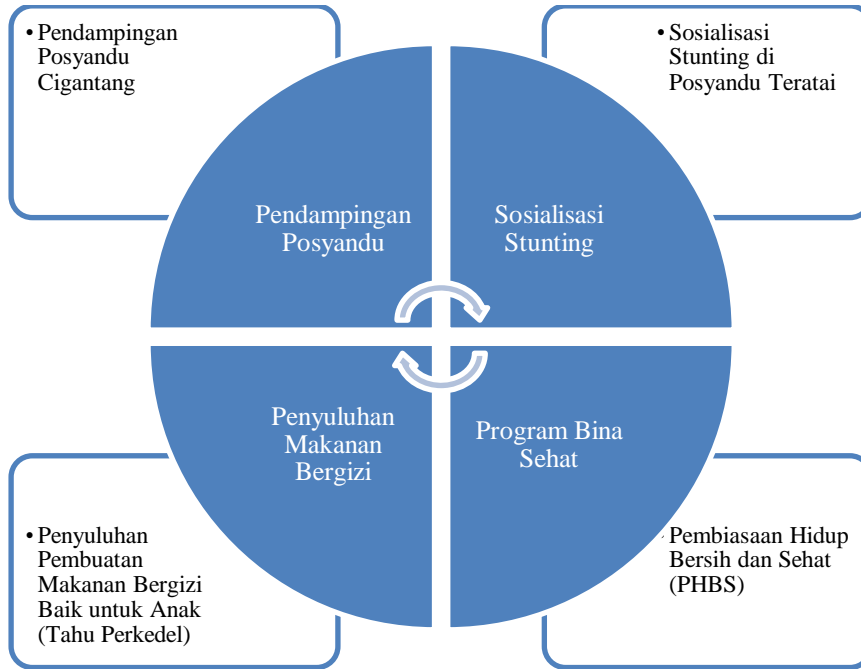 • Pendampingan
Posyandu
Cigantang
• Sosialisasi
Stunting di
Posyandu Teratai
Pendampingan
Posyandu
Sosialisasi
Stunting
Penyuluhan
Makanan
Bergizi
Program Bina
Sehat
• Penyuluhan
Pembuatan
Makanan Bergizi
Baik untuk Anak
(Tahu Perkedel)
• Pembiasaan Hidup
Bersih dan Sehat
(PHBS)